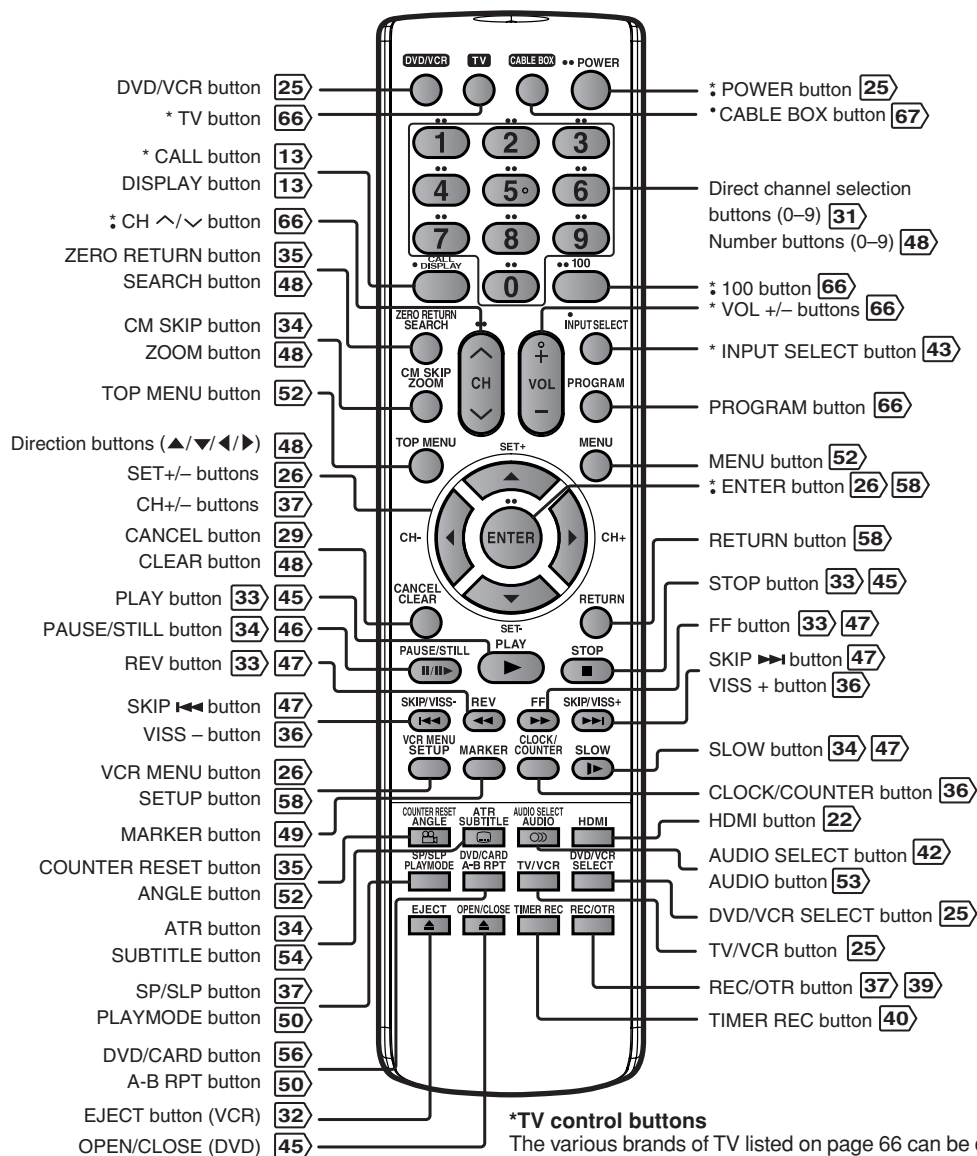 DVD/VCR button 25
* TV button 66
* CALL button 13
DISPLAY button 13
*• CH ︿/﹀ button 66
ZERO RETURN button 35
SEARCH button 48
CM SKIP button 34
ZOOM button 48
TOP MENU button 52
Direction buttons (▲/▼/◀/▶) 48
SET+/– buttons 26
CH+/– buttons 37
CANCEL button 29
CLEAR button 48
PLAY button 33 45
PAUSE/STILL button 34 46
REV button 33 47
SKIP ⏮ button 47
VISS – button 36
VCR MENU button 26
SETUP button 58
MARKER button 49
COUNTER RESET button 35
ANGLE button 52
ATR button 34
SUBTITLE button 54
SP/SLP button 37
PLAYMODE button 50
DVD/CARD button 56
A-B RPT button 50
EJECT button (VCR) 32
OPEN/CLOSE (DVD) 45
DVD/VCR TV CABLE BOX •• POWER
1 2 3
4 5 6
7 8 9
• CALL
DISPLAY
0
•• 100
ZERO RETURN
SEARCH
INPUT SELECT
CM SKIP
ZOOM
CH
+
VOL
–
PROGRAM
TOP MENU
SET+
MENU
CH-
ENTER
CH+
CANCEL
CLEAR
SET-
RETURN
PAUSE/STILL PLAY STOP
SKIP/VISS- REV FF SKIP/VISS+
VCR MENU
SETUP
MARKER
CLOCK/
COUNTER
SLOW
COUNTER RESET
ANGLE
ATR
SUBTITLE
AUDIO SELECT
AUDIO
HDMI
SP/SLP
PLAYMODE
DVD/CARD
A-B RPT
TV/VCR
DVD/VCR
SELECT
EJECT OPEN/CLOSE TIMER REC REC/OTR
*• POWER button 25
• CABLE BOX button 67
Direct channel selection
buttons (0–9) 31
Number buttons (0–9) 48
*• 100 button 66
* VOL +/– buttons 66
* INPUT SELECT button 43
PROGRAM button 66
MENU button 52
*• ENTER button 26 58
RETURN button 58
STOP button 33 45
FF button 33 47
SKIP ⏭ button 47
VISS + button 36
SLOW button 34 47
CLOCK/COUNTER button 36
HDMI button 22
AUDIO SELECT button 42
AUDIO button 53
DVD/VCR SELECT button 25
TV/VCR button 25
REC/OTR button 37 39
TIMER REC button 40
*TV control buttons
The various brands of TV listed on page 66 can be